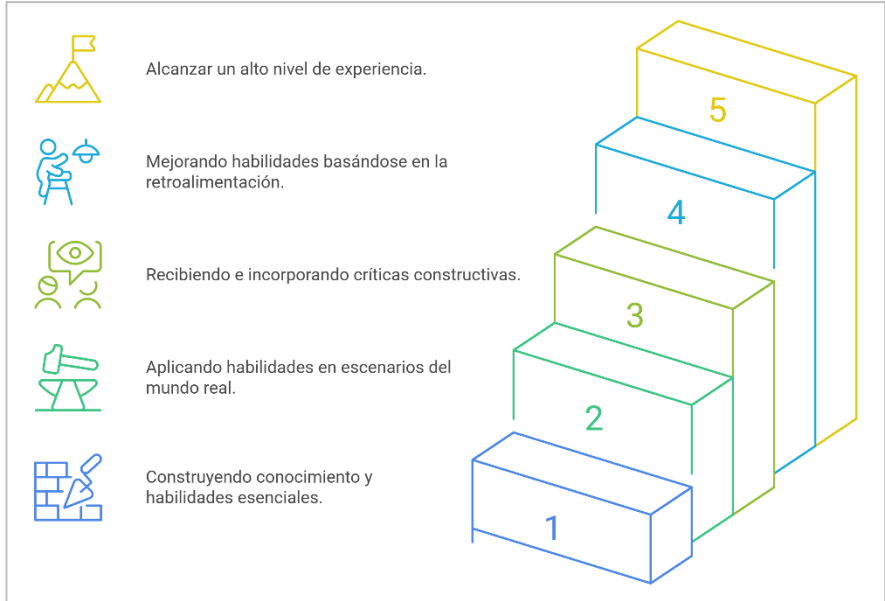 Alcanzar un alto nivel de experiencia.
5
Mejorando habilidades basándose en la
retroalimentación.
4
Recibiendo e incorporando críticas constructivas.
3
Aplicando habilidades en escenarios del
mundo real.
2
Construyendo conocimiento y
habilidades esenciales.
1